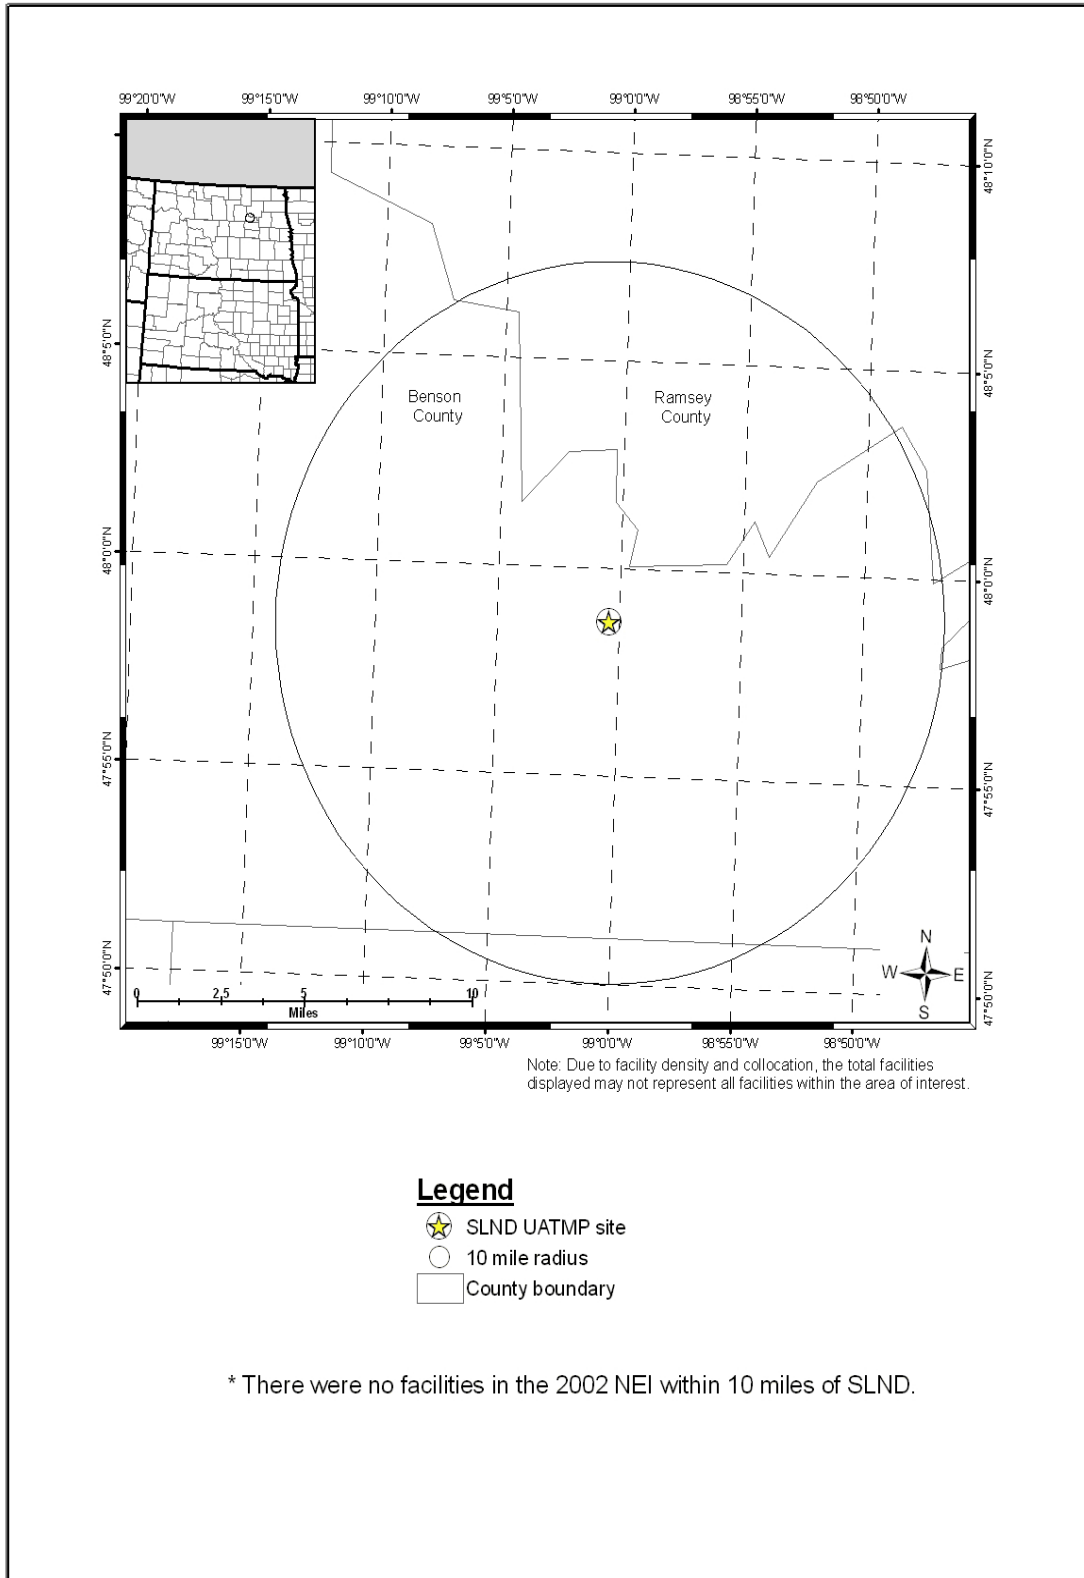 99°20'0"W 99°15'0"W 99°10'0"W 99°5'0"W 99°0'0"W 98°55'0"W 98°50'0"W
48°10'0"N
48°5'0"N
48°5'0"N
Benson
County
Ramsey
County
48°0'0"N
48°0'0"N
47°55'0"N
47°55'0"N
47°50'0"N
47°50'0"N
N
W E
S
0 2.5 5 10
Miles
99°15'0"W 99°10'0"W 99°5'0"W 99°0'0"W 98°55'0"W 98°50'0"W
Note: Due to facility density and collocation, the total facilities
displayed may not represent all facilities within the area of interest.
Legend
SLND UATMP site
10 mile radius
County boundary
* There were no facilities in the 2002 NEI within 10 miles of SLND.